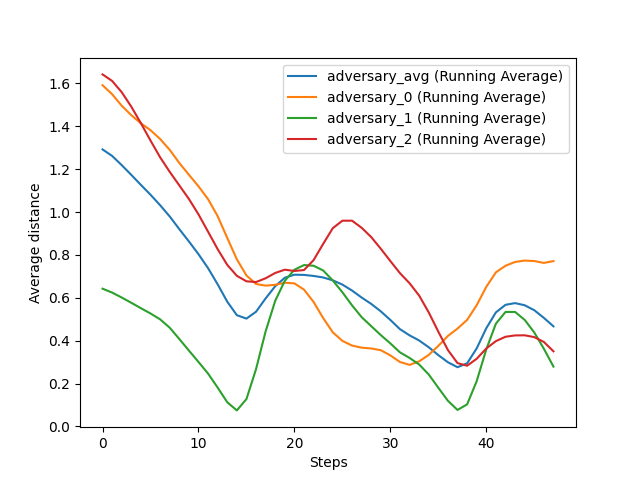 adversary_avg (Running Average)
adversary_0 (Running Average)
adversary_1 (Running Average)
adversary_2 (Running Average)
Average distance
1.6
1.4
1.2
1.0
0.8
0.6
0.4
0.2
0.0
0 10 20 30 40
Steps